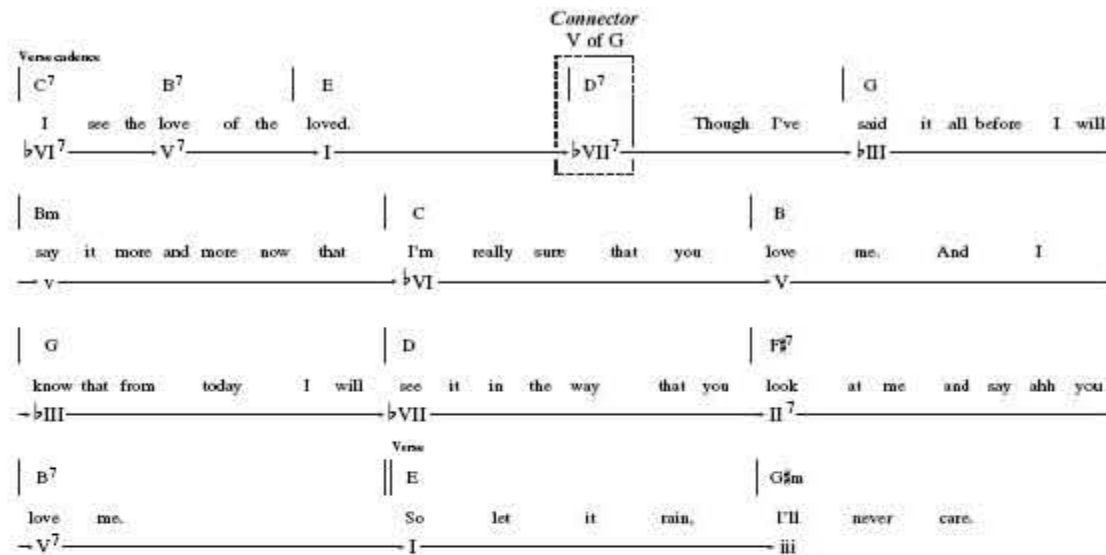 Connector
V of G
Verse cadence
C7 B7 E D7 G
I see the love of the loved. Though I've said it all before I will
♭VI7 V7 I ♭VII7 ♭III
Bm C B
say it more and more now that I'm really sure that you love me. And I
v ♭VI V
G D F♯7
know that from today I will see it in the way that you look at me and say ahh you
♭III ♭VII II7
Verse
B7 E G♯m
love me. So let it rain, I'll never care.
V7 I iii